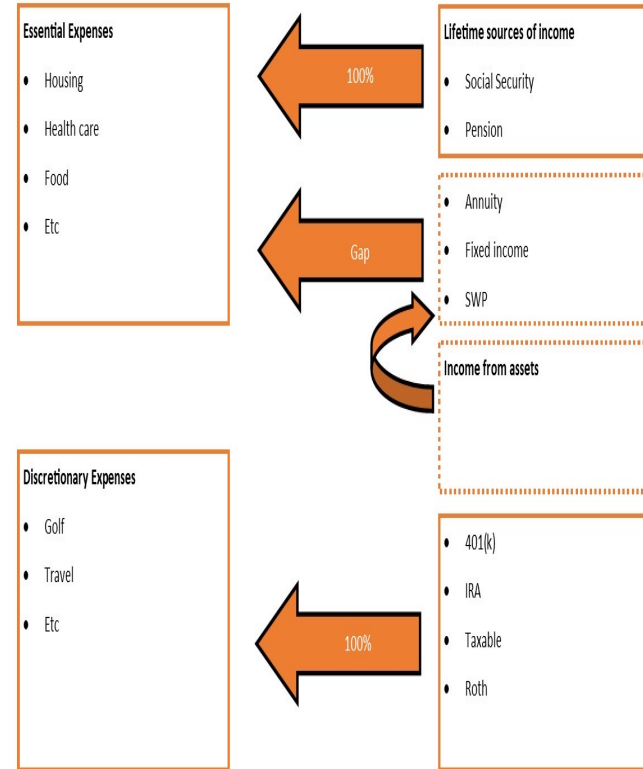 Essential Expenses
• Housing
• Health care
• Food
• Etc
100%
Lifetime sources of income
• Social Security
• Pension
Gap
• Annuity
• Fixed income
• SWP
Income from assets
Discretionary Expenses
• Golf
• Travel
• Etc
100%
• 401(k)
• IRA
• Taxable
• Roth